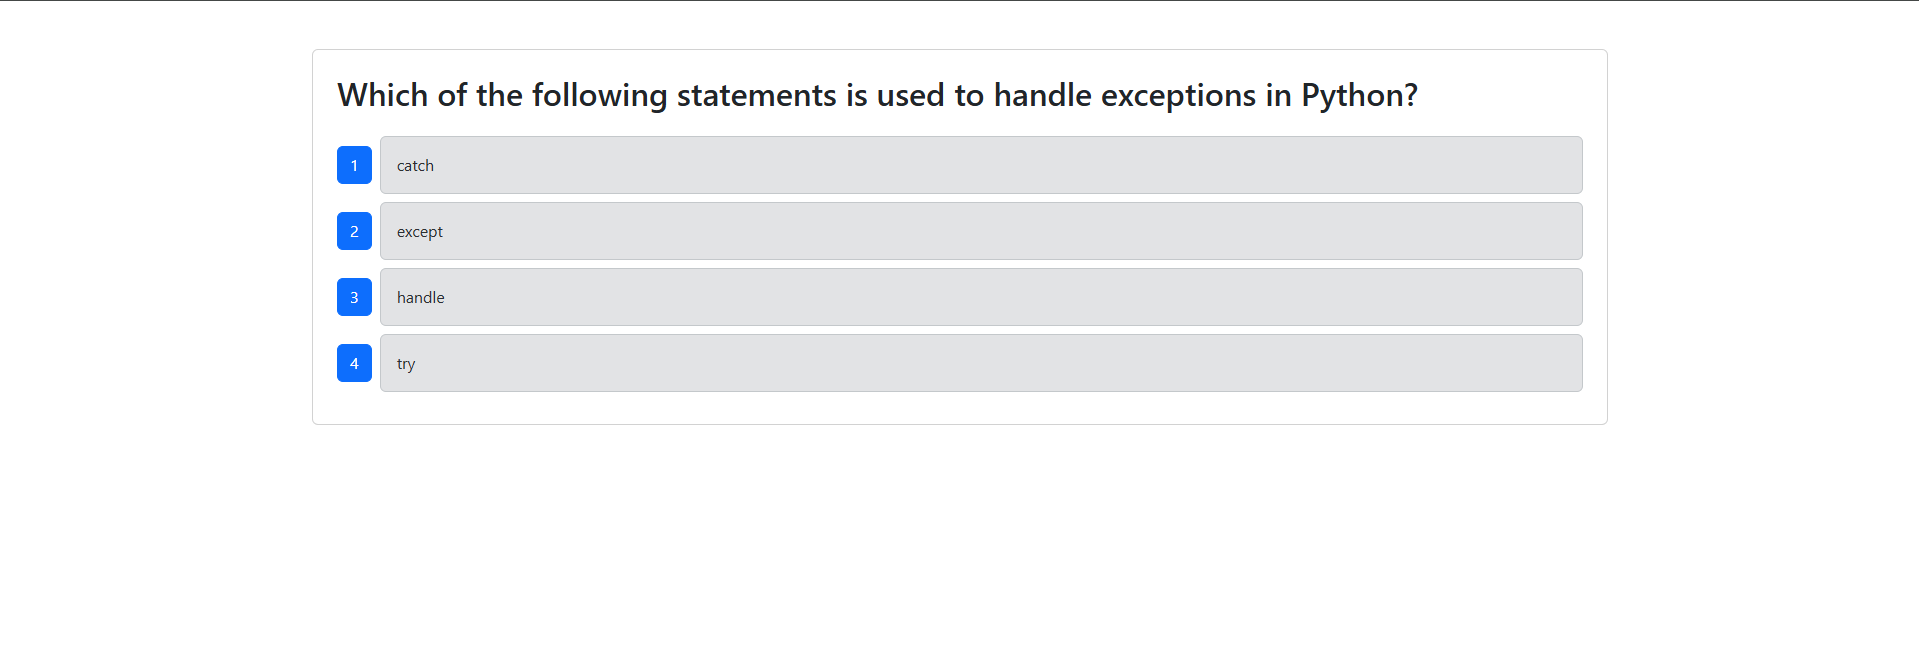 Which of the following statements is used to handle exceptions in Python?
1 catch
2 except
3 handle
4 try